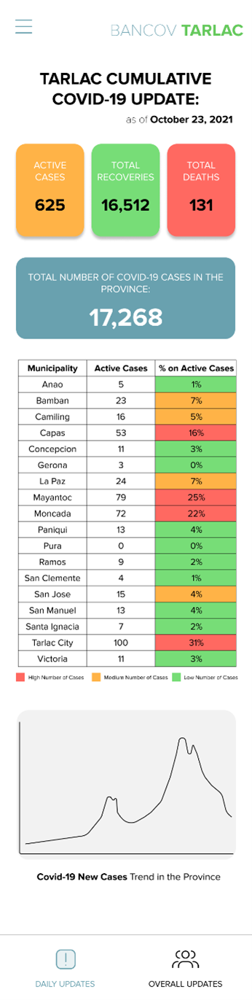 BANCOV TARLAC
TARLAC CUMULATIVE
COVID-19 UPDATE:
as of October 23, 2021
ACTIVE
CASES
625
TOTAL
RECOVERIES
16,512
TOTAL
DEATHS
131
TOTAL NUMBER OF COVID-19 CASES IN THE
PROVINCE:
17,268
Municipality Active Cases % on Active Cases
Anao 5 1%
Bamban 23 7%
Camiling 16 5%
Capas 53 16%
Concepcion 11 3%
Gerona 3 0%
La Paz 24 7%
Mayantoc 79 25%
Moncada 72 22%
Paniqui 13 4%
Pura 0 0%
Ramos 9 2%
San Clemente 4 1%
San Jose 15 4%
San Manuel 13 4%
Santa Ignacia 7 2%
Tarlac City 100 31%
Victoria 11 3%
High Number of Cases Medium Number of Cases Low Number of Cases
Covid-19 New Cases Trend in the Province
DAILY UPDATES OVERALL UPDATES